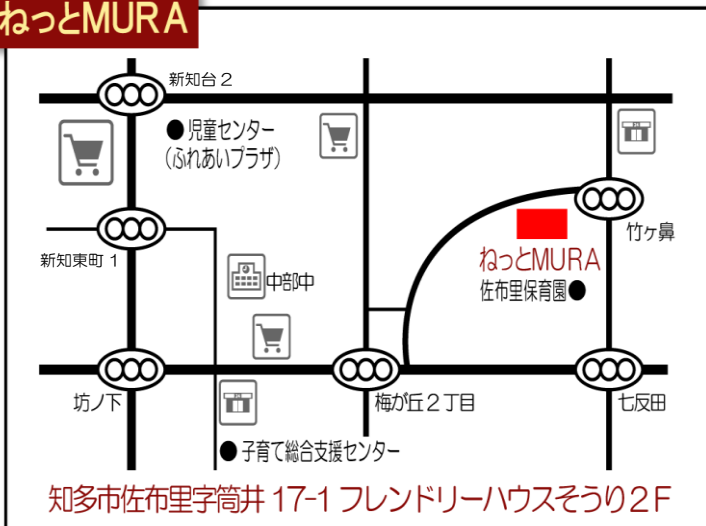 ねっとMURA
新知台２
●児童センター
（ふれあいプラザ）
竹ヶ鼻
新知東町１
ねっとMURA
佐布里保育園●
中部中
坊ノ下
梅が丘２丁目
七反田
●子育て総合支援センター
知多市佐布里字筒井 17-1 フレンドリーハウスそうり２Ｆ